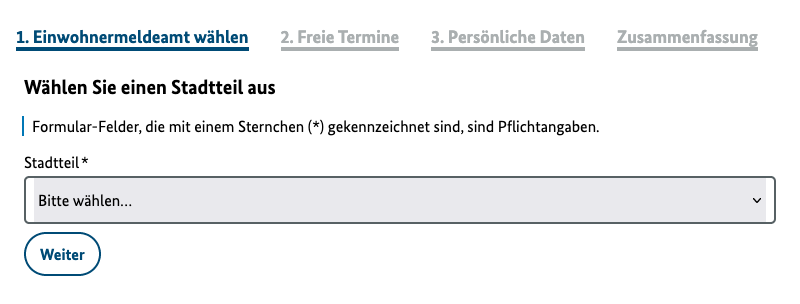 1. Einwohnermeldeamt wählen 2. Freie Termine 3. Persönliche Daten Zusammenfassung
Wählen Sie einen Stadtteil aus
Formular-Felder, die mit einem Sternchen (*) gekennzeichnet sind, sind Pflichtangaben.
Stadtteil*
Bitte wählen...
Weiter